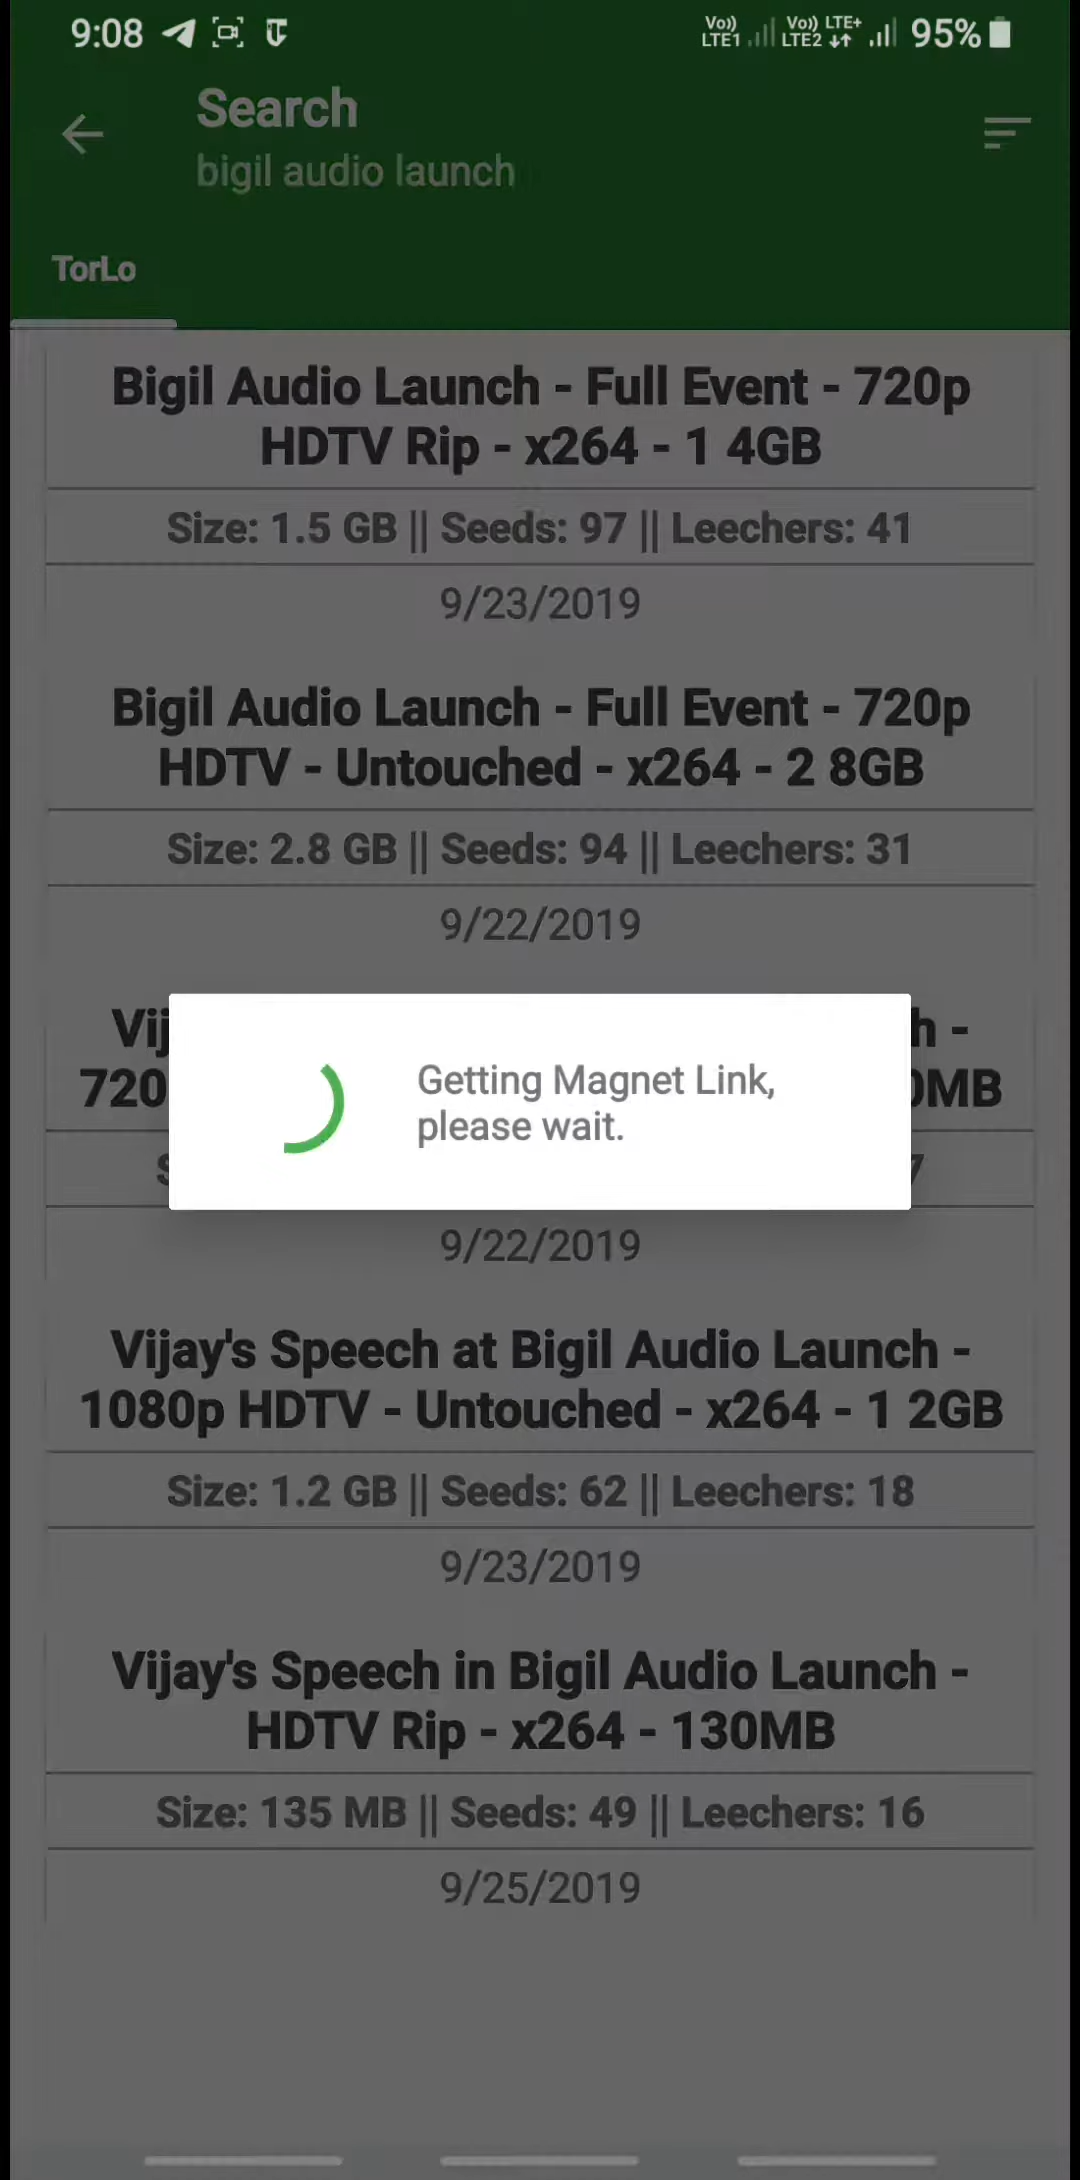 9:08 Vo)) LTE1 Vo)) LTE+ LTE2 95%
Search
bigil audio launch
TorLo
Bigil Audio Launch - Full Event - 720p
HDTV Rip - x264 - 1 4GB
Size: 1.5 GB || Seeds: 97 || Leechers: 41
9/23/2019
Bigil Audio Launch - Full Event - 720p
HDTV - Untouched - x264 - 2 8GB
Size: 2.8 GB || Seeds: 94 || Leechers: 31
9/22/2019
Getting Magnet Link,
please wait.
9/22/2019
Vijay's Speech at Bigil Audio Launch -
1080p HDTV - Untouched - x264 - 1 2GB
Size: 1.2 GB || Seeds: 62 || Leechers: 18
9/23/2019
Vijay's Speech in Bigil Audio Launch -
HDTV Rip - x264 - 130MB
Size: 135 MB || Seeds: 49 || Leechers: 16
9/25/2019